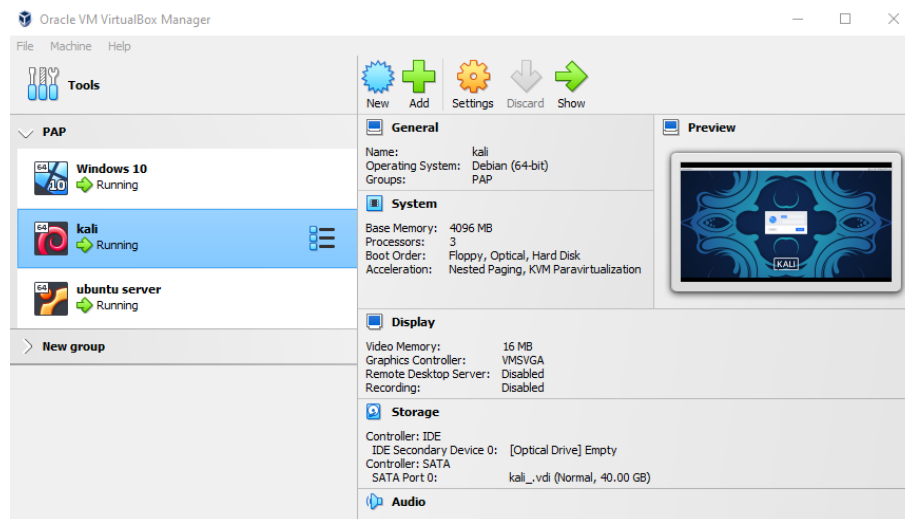 Oracle VM VirtualBox Manager
File Machine Help
Tools
New Add Settings Discard Show
PAP
64 10 Windows 10
Running
64 kali
Running
64 ubuntu server
Running
New group
General
Name: kali
Operating System: Debian (64-bit)
Groups: PAP
System
Base Memory: 4096 MB
Processors: 3
Boot Order: Floppy, Optical, Hard Disk
Acceleration: Nested Paging, KVM Paravirtualization
Preview
KALI
Display
Video Memory: 16 MB
Graphics Controller: VMSVGA
Remote Desktop Server: Disabled
Recording: Disabled
Storage
Controller: IDE
IDE Secondary Device 0: [Optical Drive] Empty
Controller: SATA
SATA Port 0: kali_.vdi (Normal, 40.00 GB)
Audio